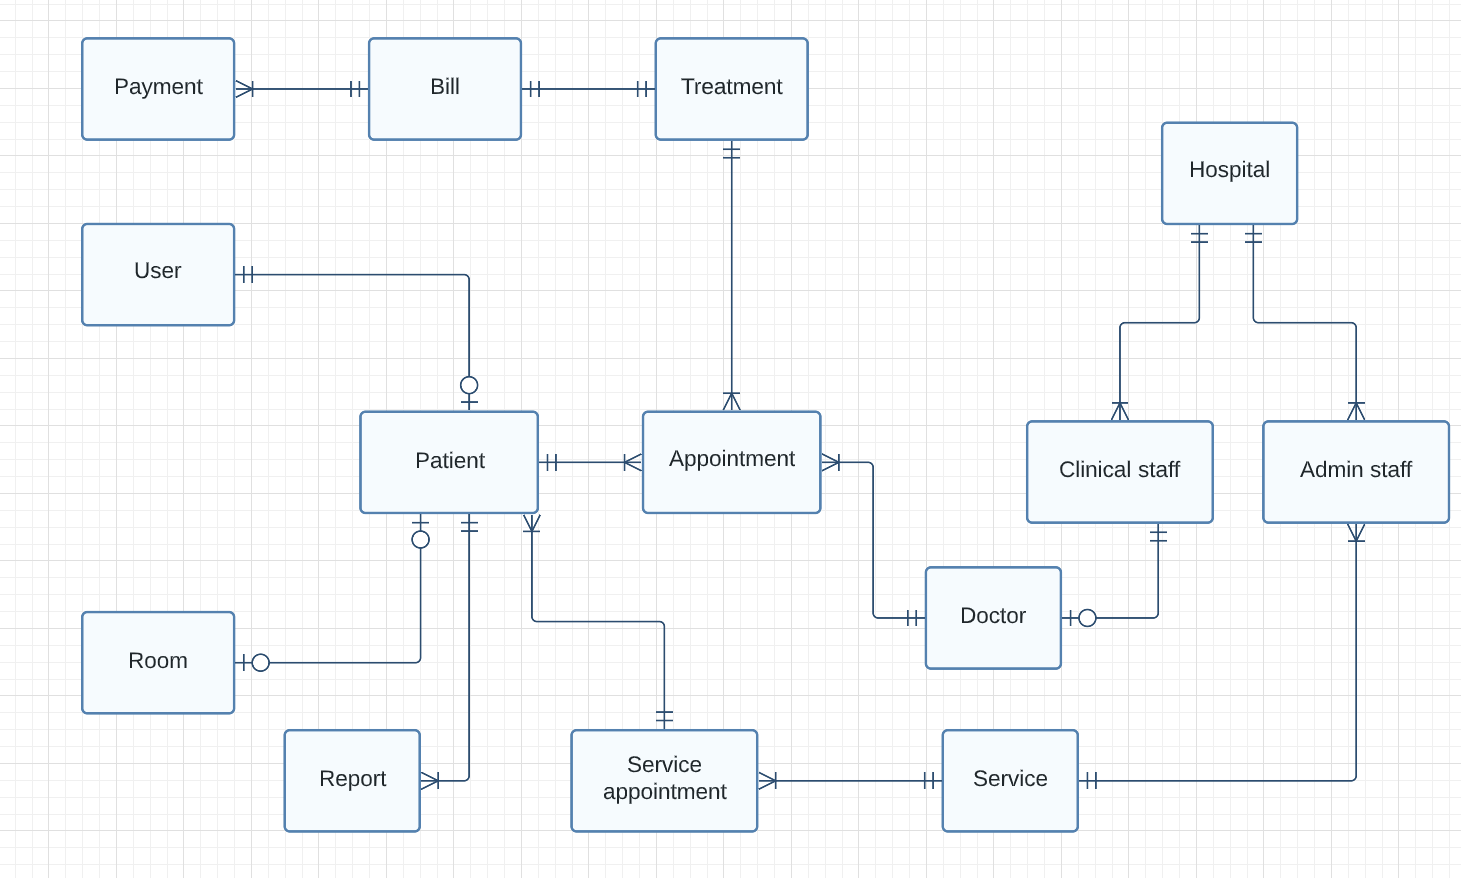 Payment
Bill
Treatment
Hospital
User
Patient
Appointment
Clinical staff
Admin staff
Doctor
Room
Report
Service
appointment
Service